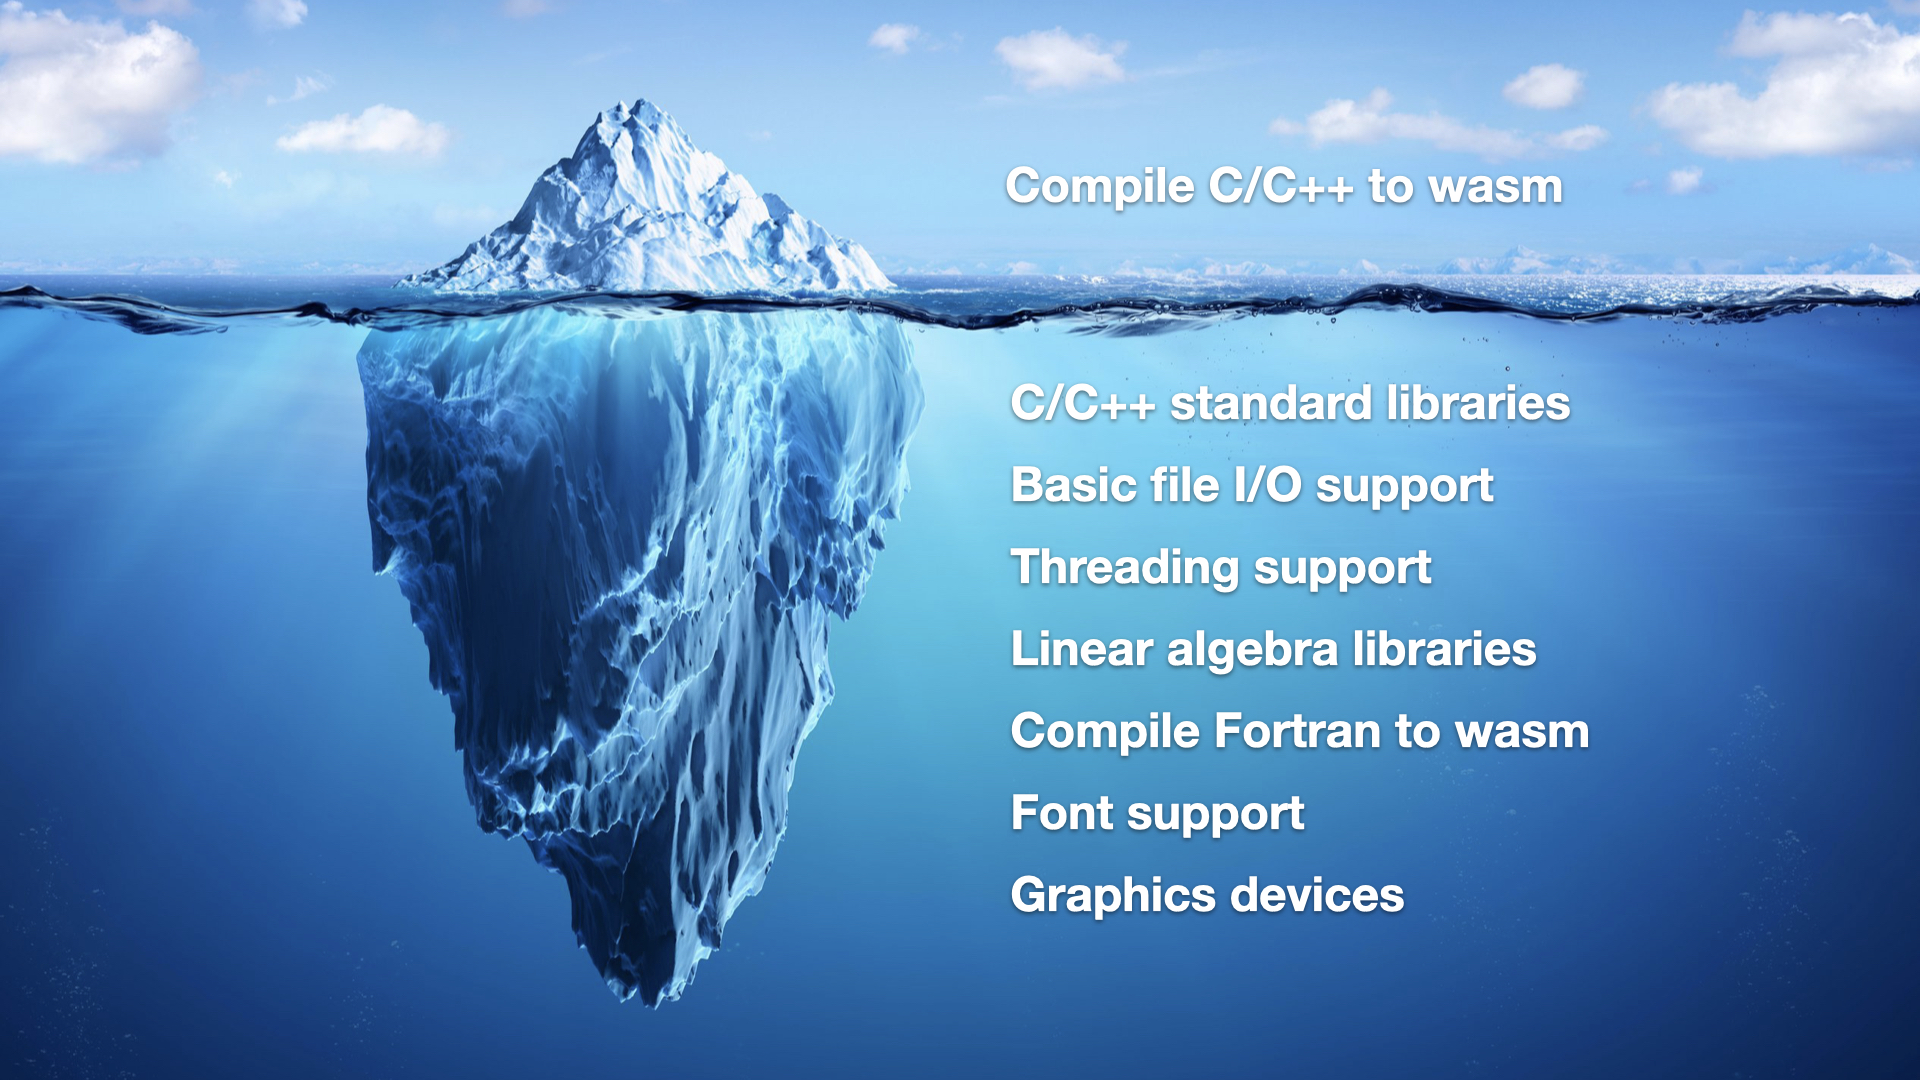 Compile C/C++ to wasm
C/C++ standard libraries
Basic file I/O support
Threading support
Linear algebra libraries
Compile Fortran to wasm
Font support
Graphics devices